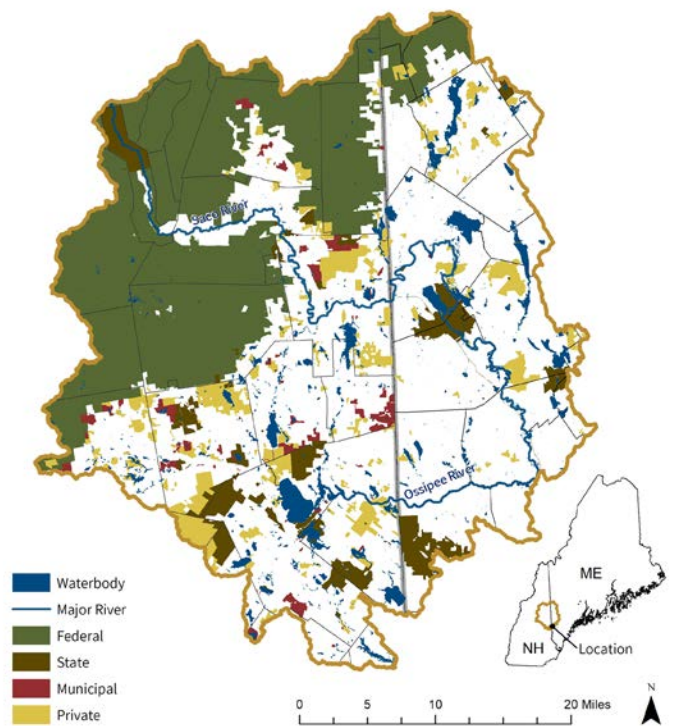 Saco River
Ossipee River
Waterbody
Major River
Federal
State
Municipal
Private
ME
NH
Location
N
0 5 10 20 Miles